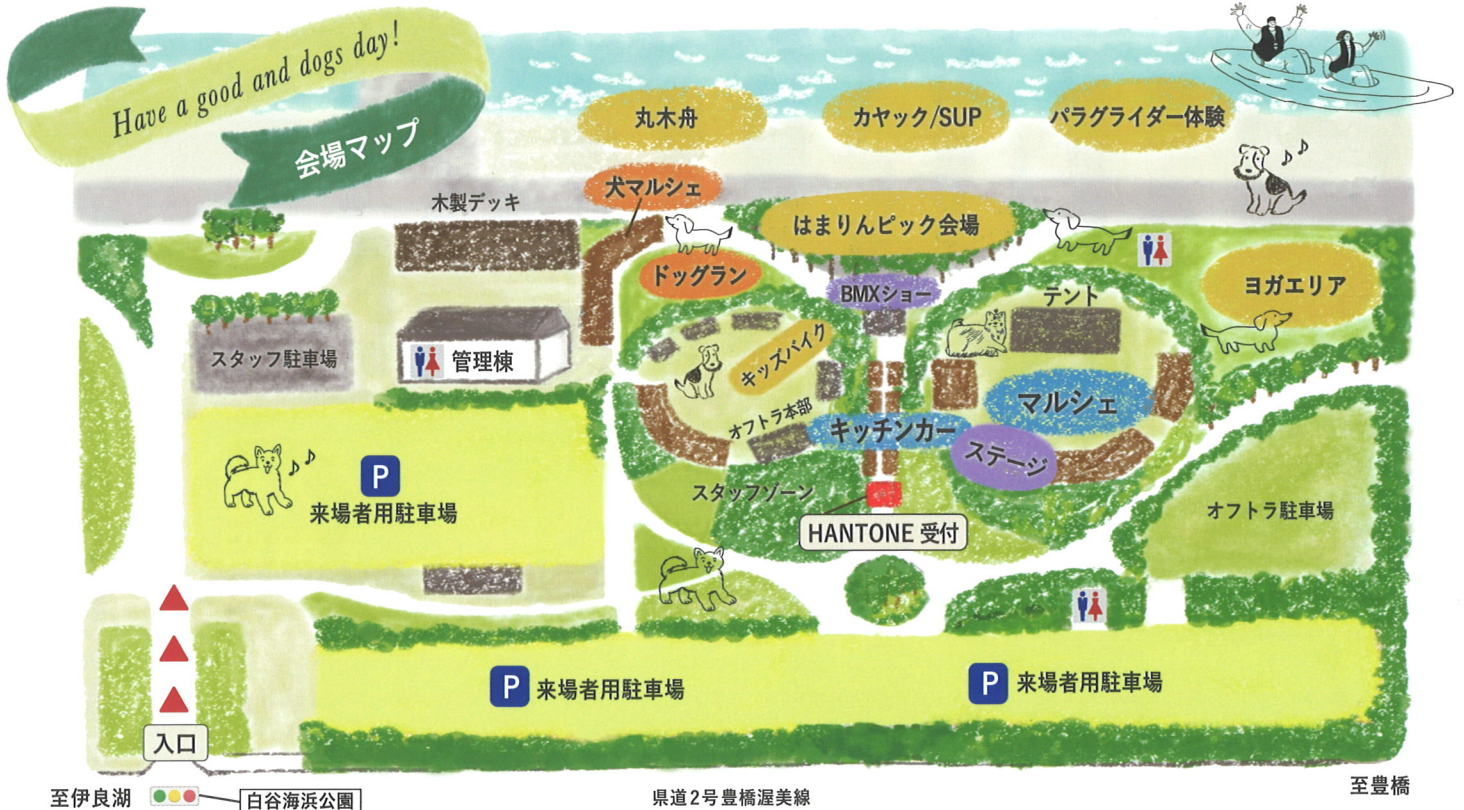 Have a good and dogs day!
会場マップ
丸木舟
カヤック/SUP
パラグライダー体験
犬マルシェ
木製デッキ
はまりんピック会場
ドッグラン
BMXショー
テント
ヨガエリア
スタッフ駐車場
管理棟
キッズバイク
マルシェ
オフトラ本部
キッチンカー
ステージ
P
来場者用駐車場
スタッフゾーン
HANTONE 受付
オフトラ駐車場
P 来場者用駐車場
P 来場者用駐車場
入口
至伊良湖
白谷海浜公園
県道2号豊橋渥美線
至豊橋